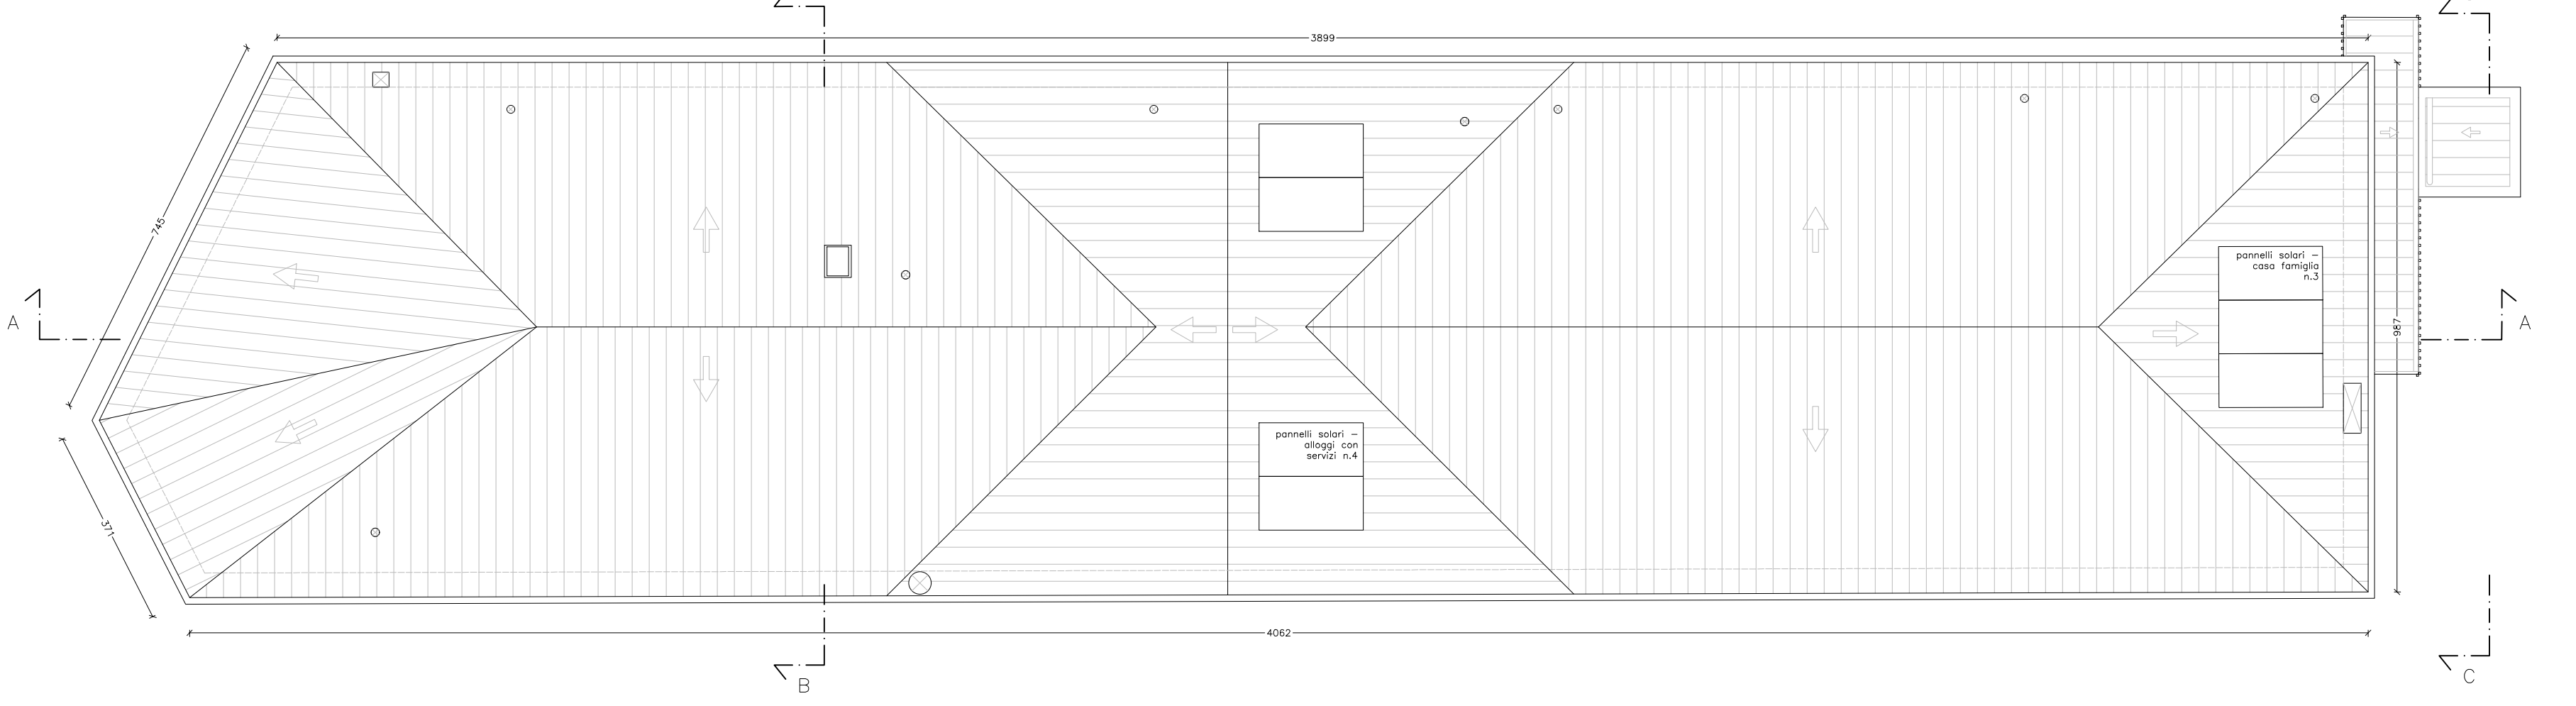 3899
745
pannelli solari –
casa famiglia
n.3
A
A
987
pannelli solari –
alloggi con
servizi n.4
371
4062
B
C